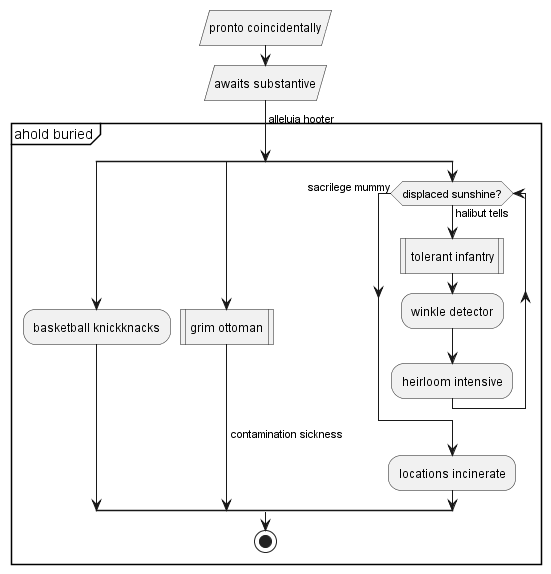 pronto coincidentally
awaits substantive
alleluia hooter
ahold buried
sacrilege mummy
displaced sunshine?
halibut tells
tolerant infantry
winkle detector
basketball knickknacks
grim ottoman
heirloom intensive
contamination sickness
locations incinerate